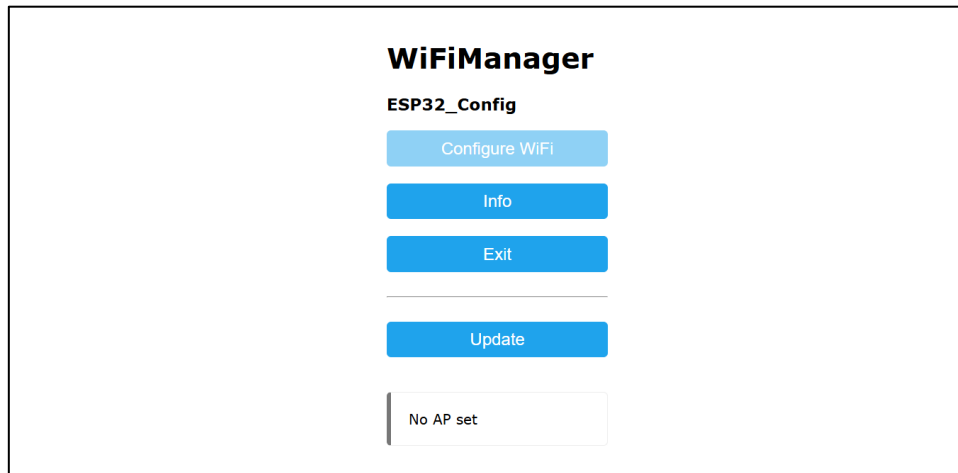 WiFiManager
ESP32_Config
Configure WiFi
Info
Exit
Update
No AP set